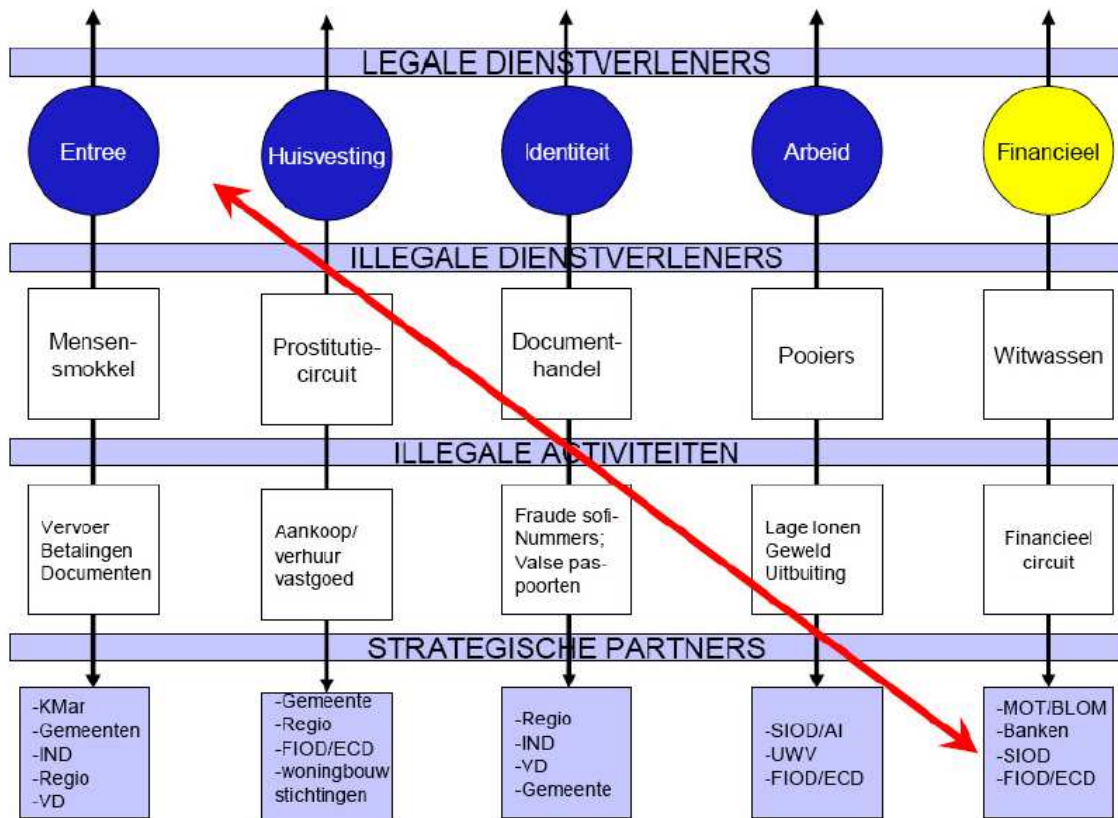 LEGALE DIENSTVERLENERS
Entree
Huisvesting
Identiteit
Arbeid
Financieel
ILLEGALE DIENSTVERLENERS
Mensen-
smokkel
Prostitutie-
circuit
Document-
handel
Pooiers
Witwassen
ILLEGALE ACTIVITEITEN
Vervoer
Betalingen
Documenten
Aankoop/
verhuur
vastgoed
Fraude sofi-
Nummers;
Valse pas-
poorten
Lage lonen
Geweld
Uitbuiting
Financieel
circuit
STRATEGISCHE PARTNERS
-KMar
-Gemeenten
-IND
-Regio
-VD
-Gemeente
-Regio
-FIOD/ECD
-woningbouw
stichtingen
-Regio
-IND
-VD
-Gemeente
-SIOD/AI
-UWV
-FIOD/ECD
-MOT/BLOM
-Banken
-SIOD
-FIOD/ECD